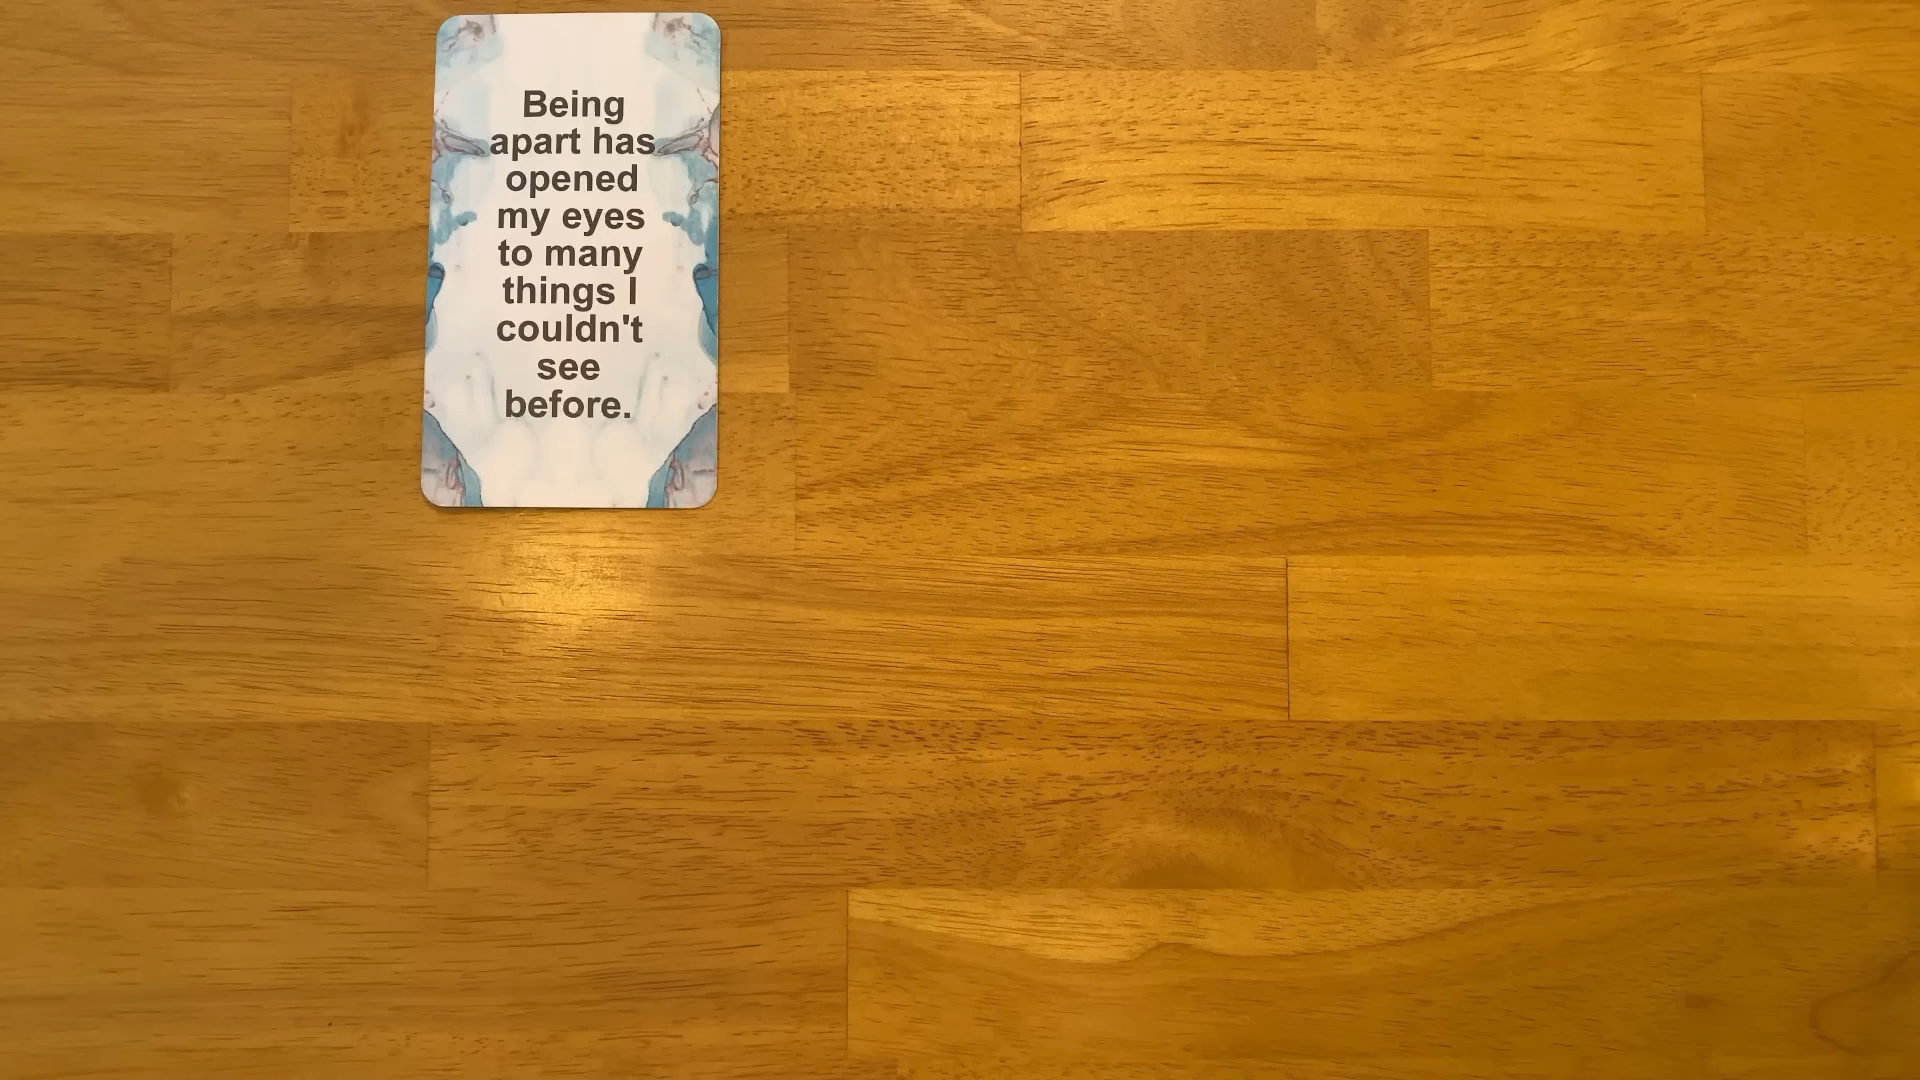 Being
apart has
opened
my eyes
to many
things I
couldn't
see
before.